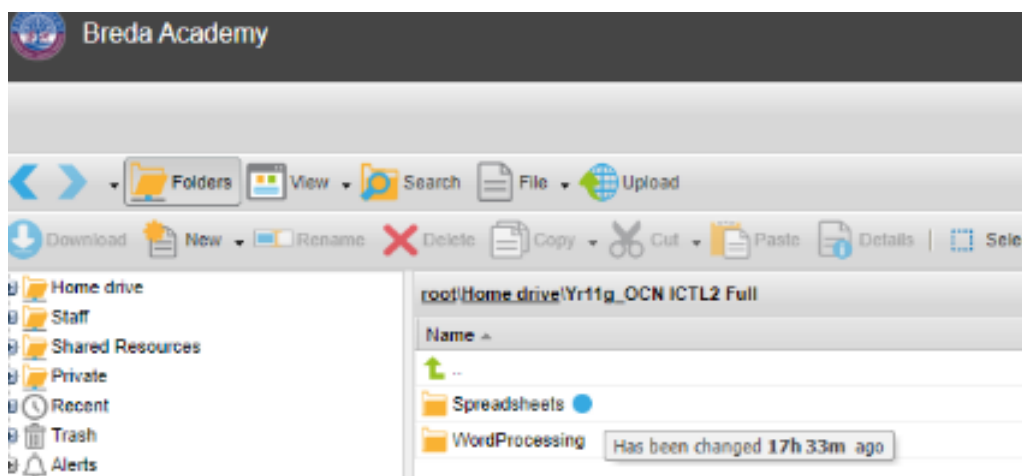 Breda Academy
Folders View Search File Upload
Download New Rename Delete Copy Cut Paste Details Sele
Home drive
Staff
Shared Resources
Private
Recent
Trash
Alerts
root\Home drive\Yr11g_OCN ICTL2 Full
Name
..
Spreadsheets
WordProcessing
Has been changed 17h 33m ago